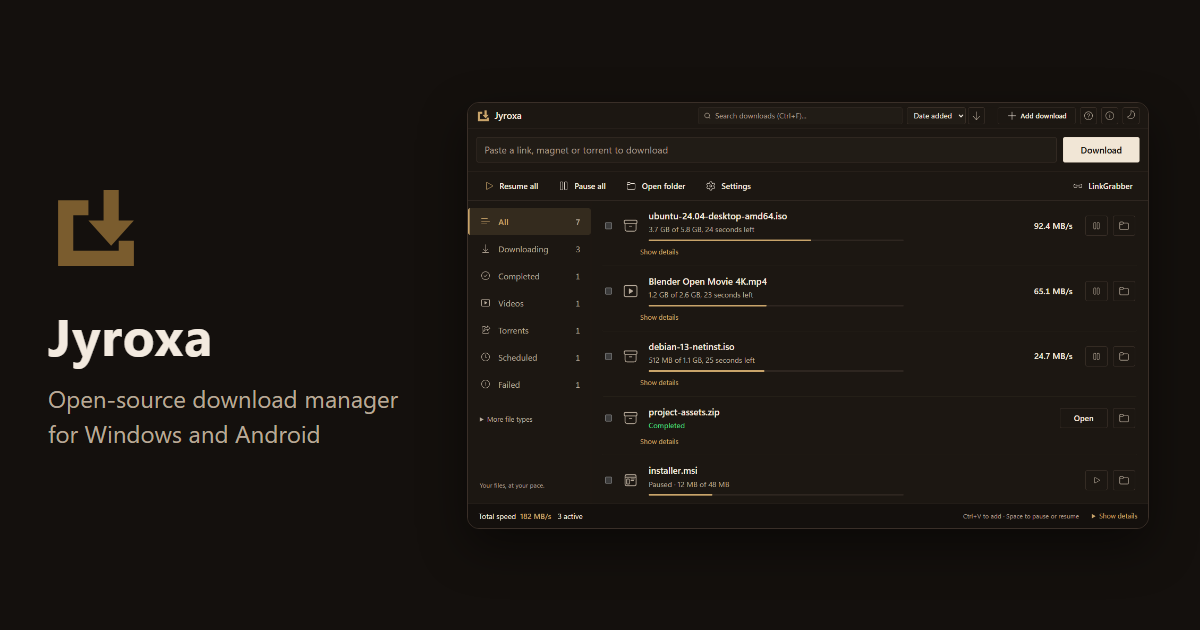 Jyroxa
Open-source download manager
for Windows and Android
Jyroxa
Search downloads (Ctrl+F)...
Date added
Add download
Paste a link, magnet or torrent to download
Download
Resume all
Pause all
Open folder
Settings
LinkGrabber
All 7
Downloading 3
Completed 1
Videos 1
Torrents 1
Scheduled 1
Failed 1
More file types
Your files, at your pace.
ubuntu-24.04-desktop-amd64.iso
3.7 GB of 5.8 GB, 24 seconds left
92.4 MB/s
Show details
Blender Open Movie 4K.mp4
1.2 GB of 2.6 GB, 23 seconds left
65.1 MB/s
Show details
debian-13-netinst.iso
512 MB of 1.1 GB, 25 seconds left
24.7 MB/s
Show details
project-assets.zip
Completed
Open
Show details
installer.msi
Paused · 12 MB of 48 MB
Total speed 182 MB/s 3 active
Ctrl+V to add · Space to pause or resume
Show details